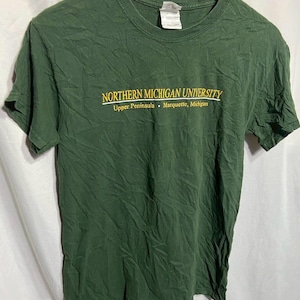 NORTHERN MICHIGAN UNIVERSITY
Upper Peninsula • Marquette, Michigan